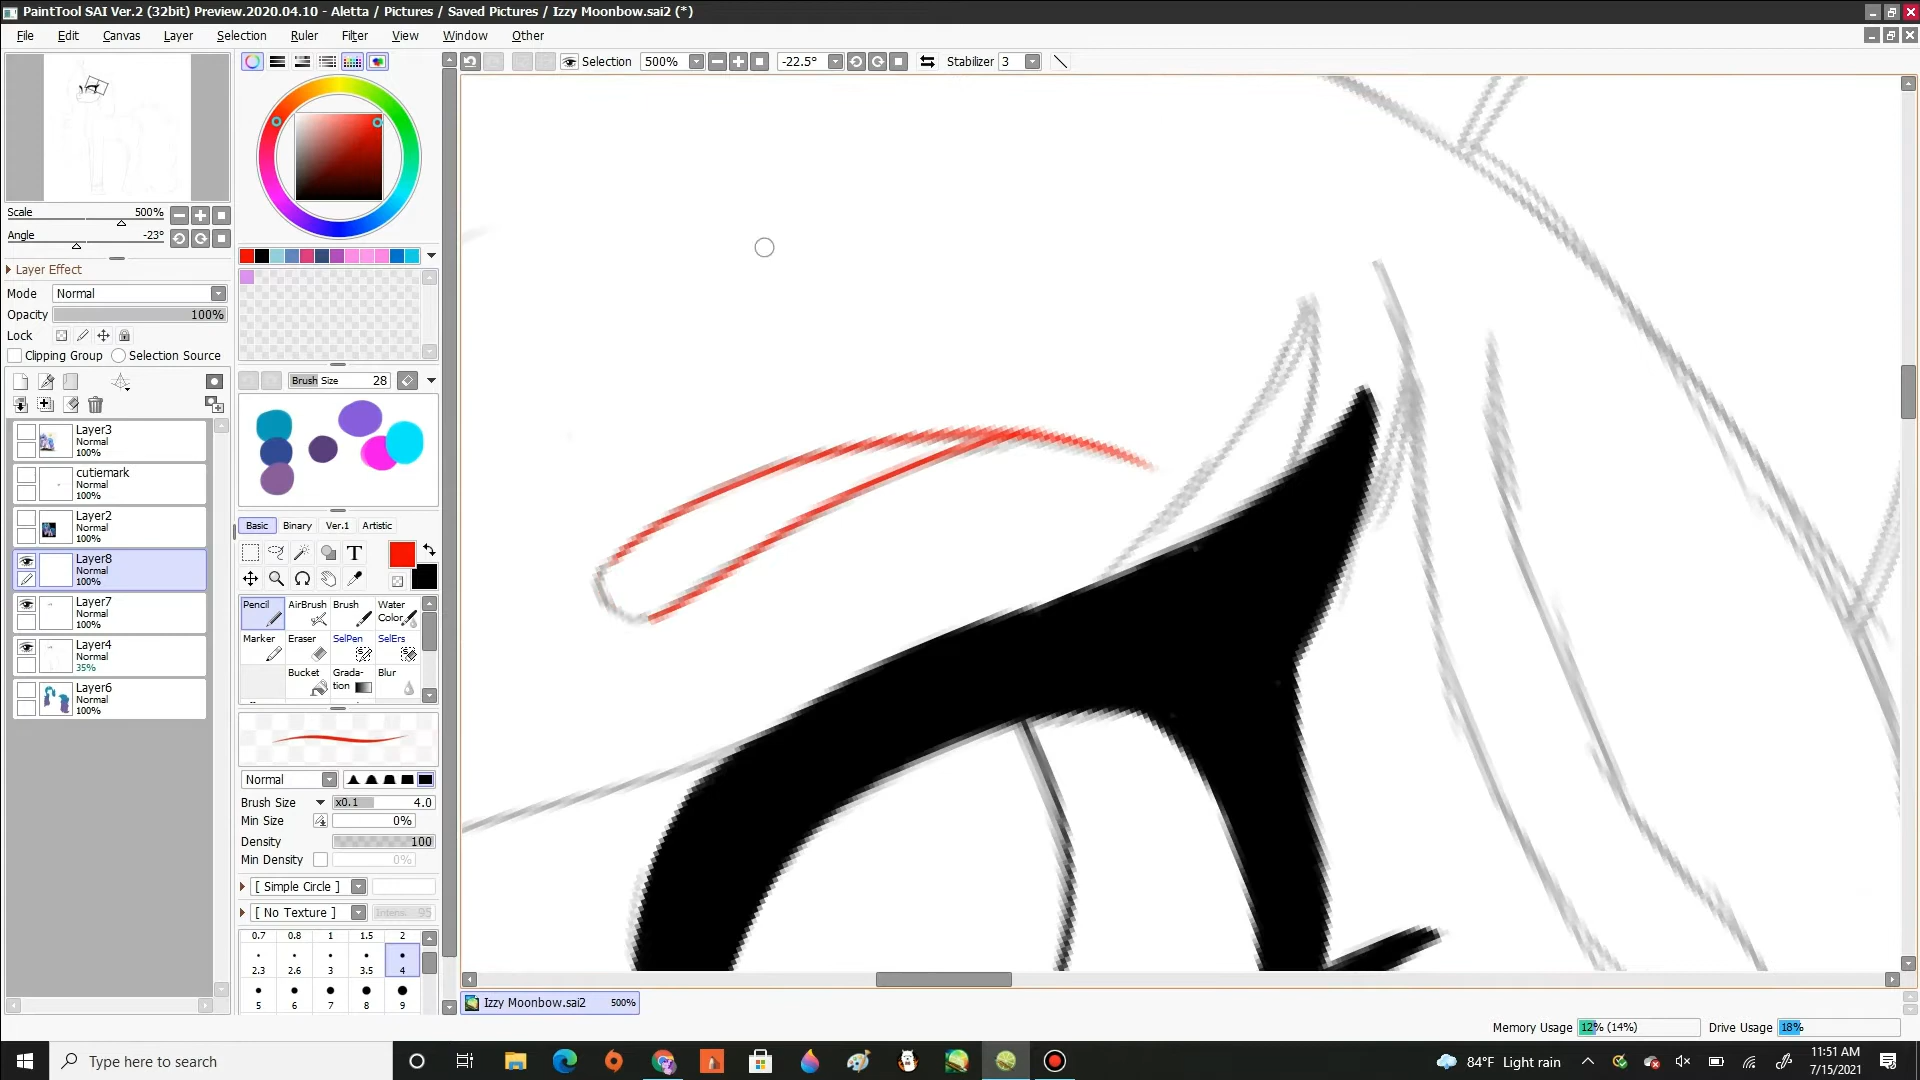 PaintTool SAI Ver.2 (32bit) Preview.2020.04.10 - Aletta / Pictures / Saved Pictures / Izzy Moonbow.sai2 (*)
File Edit Canvas Layer Selection Ruler Filter View Window Other
Selection 500% -22.5° Stabilizer 3
Scale 500%
Angle -23°
Layer Effect
Mode Normal
Opacity 100%
Lock
Clipping Group Selection Source
Layer3
Normal
100%
cutiemark
Normal
100%
Layer2
Normal
100%
Layer8
Normal
100%
Layer7
Normal
100%
Layer4
Normal
35%
Layer6
Normal
100%
Brush Size 28
Basic Binary Ver.1 Artistic
T
Pencil AirBrush Brush Water Color
Marker Eraser SelPen SelErs
Bucket Grada-tion Blur
Normal
Brush Size x0.1 4.0
Min Size 0%
Density 100
Min Density 0%
[ Simple Circle ]
[ No Texture ] Intens. 95
0.7 0.8 1 1.5 2
2.3 2.6 3 3.5 4
5 6 7 8 9
Izzy Moonbow.sai2 500%
Memory Usage 12% (14%) Drive Usage 18%
Type here to search
84°F Light rain
11:51 AM
7/15/2021